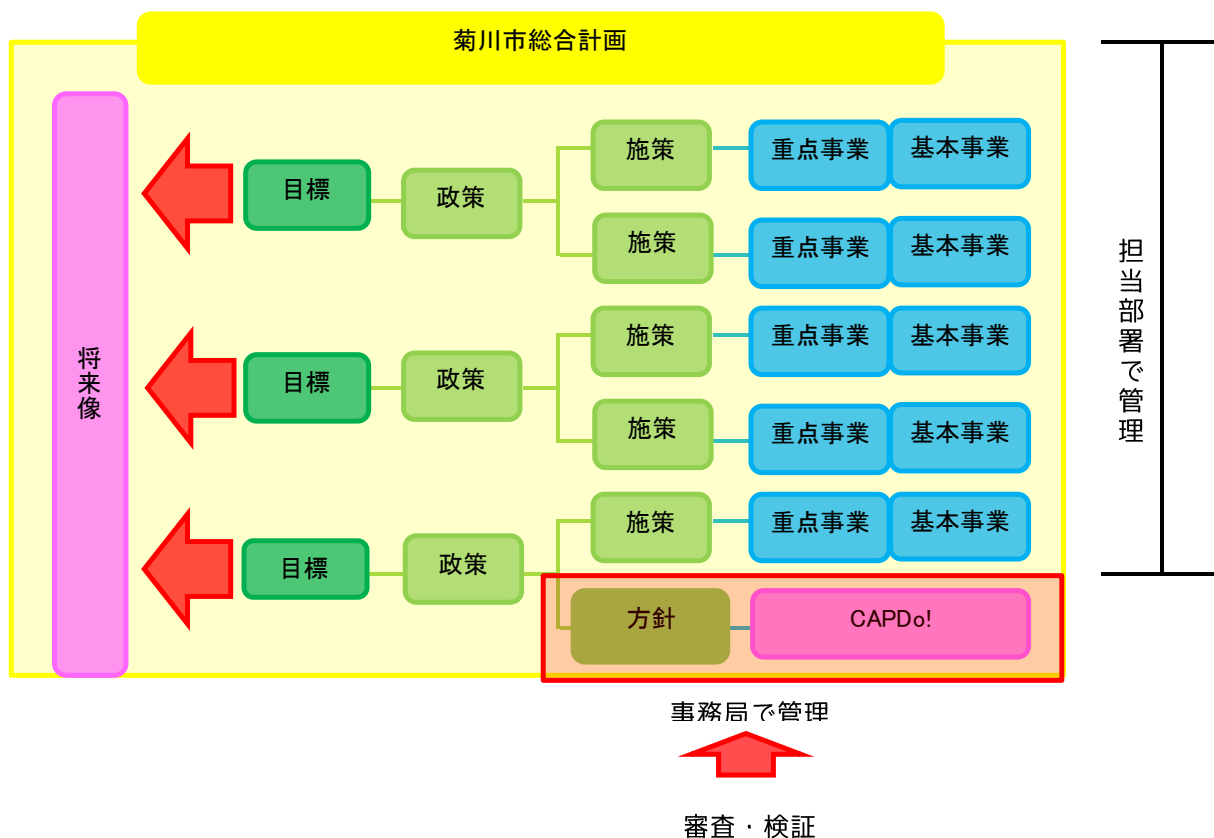 菊川市総合計画
将来像
目標
政策
施策
重点事業
基本事業
施策
重点事業
基本事業
目標
政策
施策
重点事業
基本事業
施策
重点事業
基本事業
目標
政策
施策
重点事業
基本事業
方針
CAPDo!
担当部署で管理
事務局で管理
審査・検証